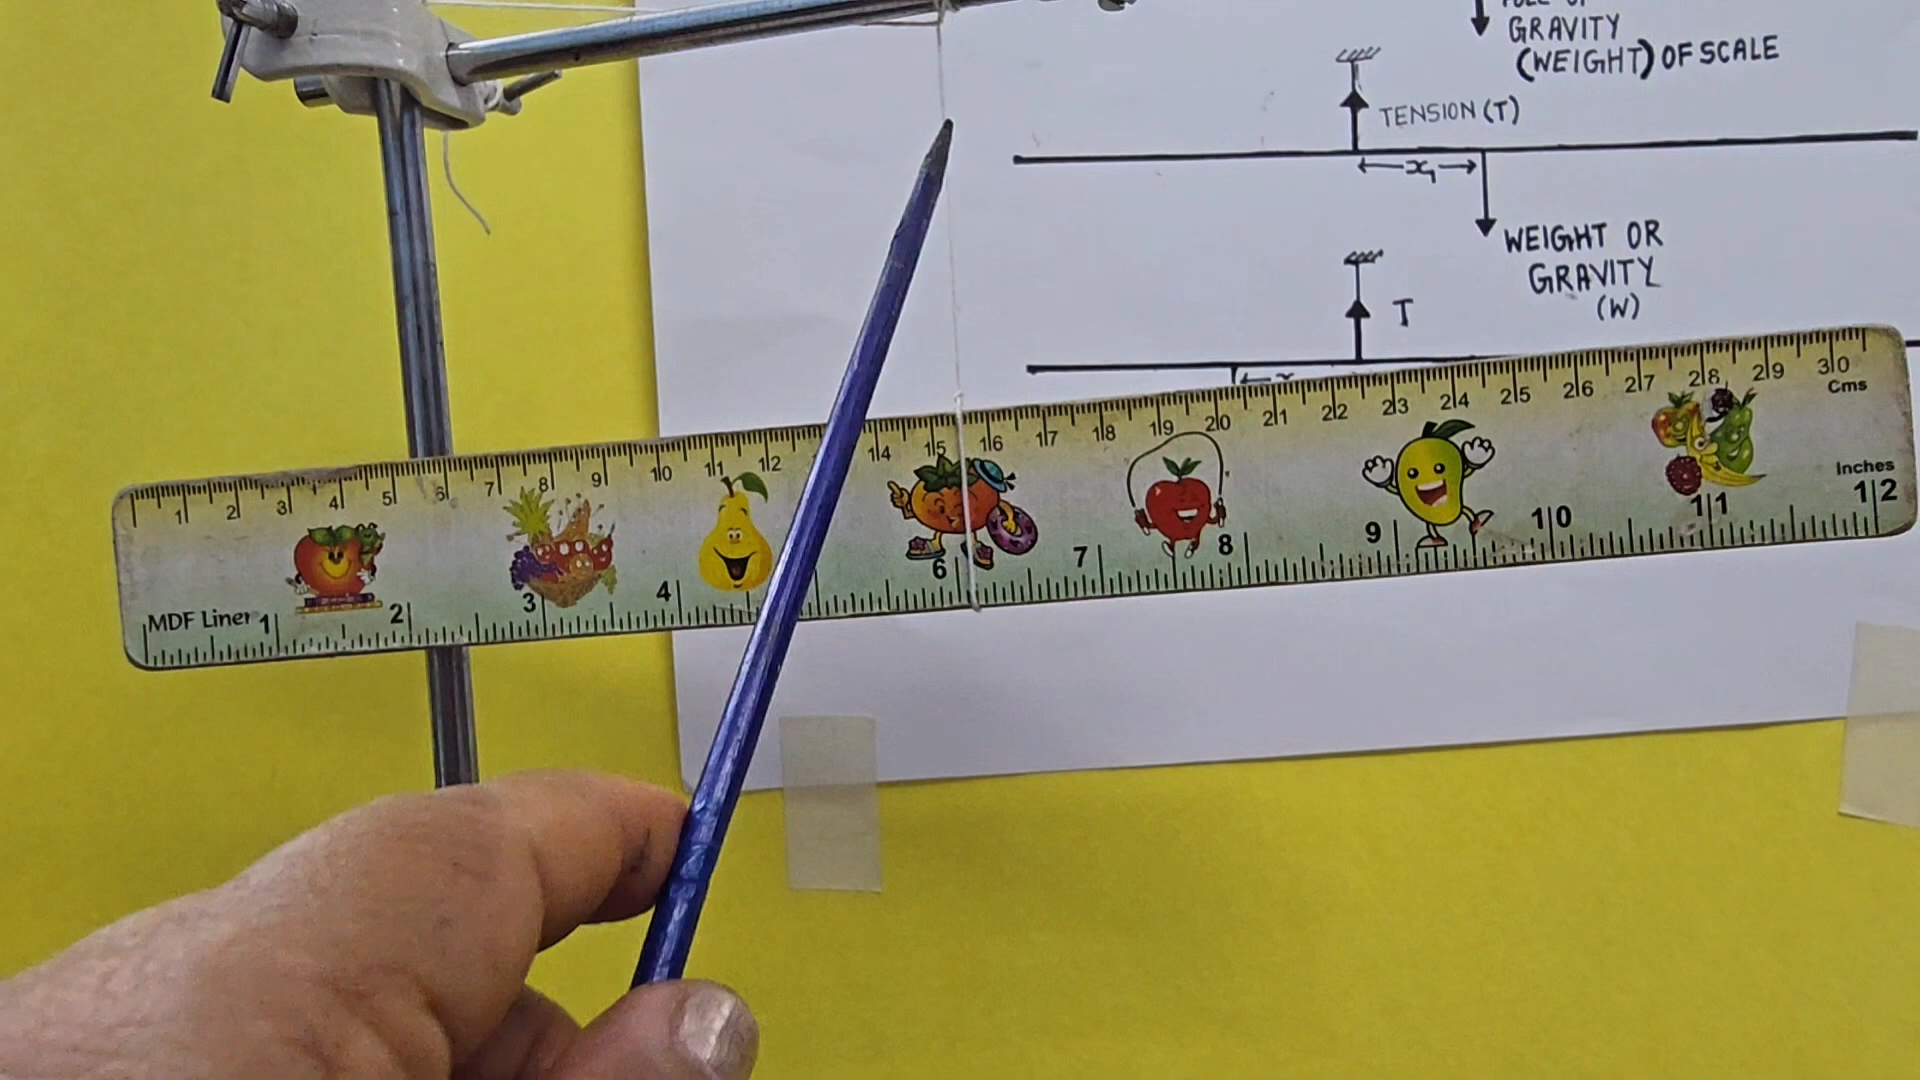 GRAVITY
(WEIGHT) OF SCALE
TENSION (T)
x₁
WEIGHT OR
GRAVITY
(W)
T
x
1 2 3 4 5 6 7 8 9 10 11 12 14 15 16 17 18 19 20 21 22 23 24 25 26 27 28 29 30
Cms
Inches
MDF Liner 1 2 3 4 6 7 8 9 10 11 12